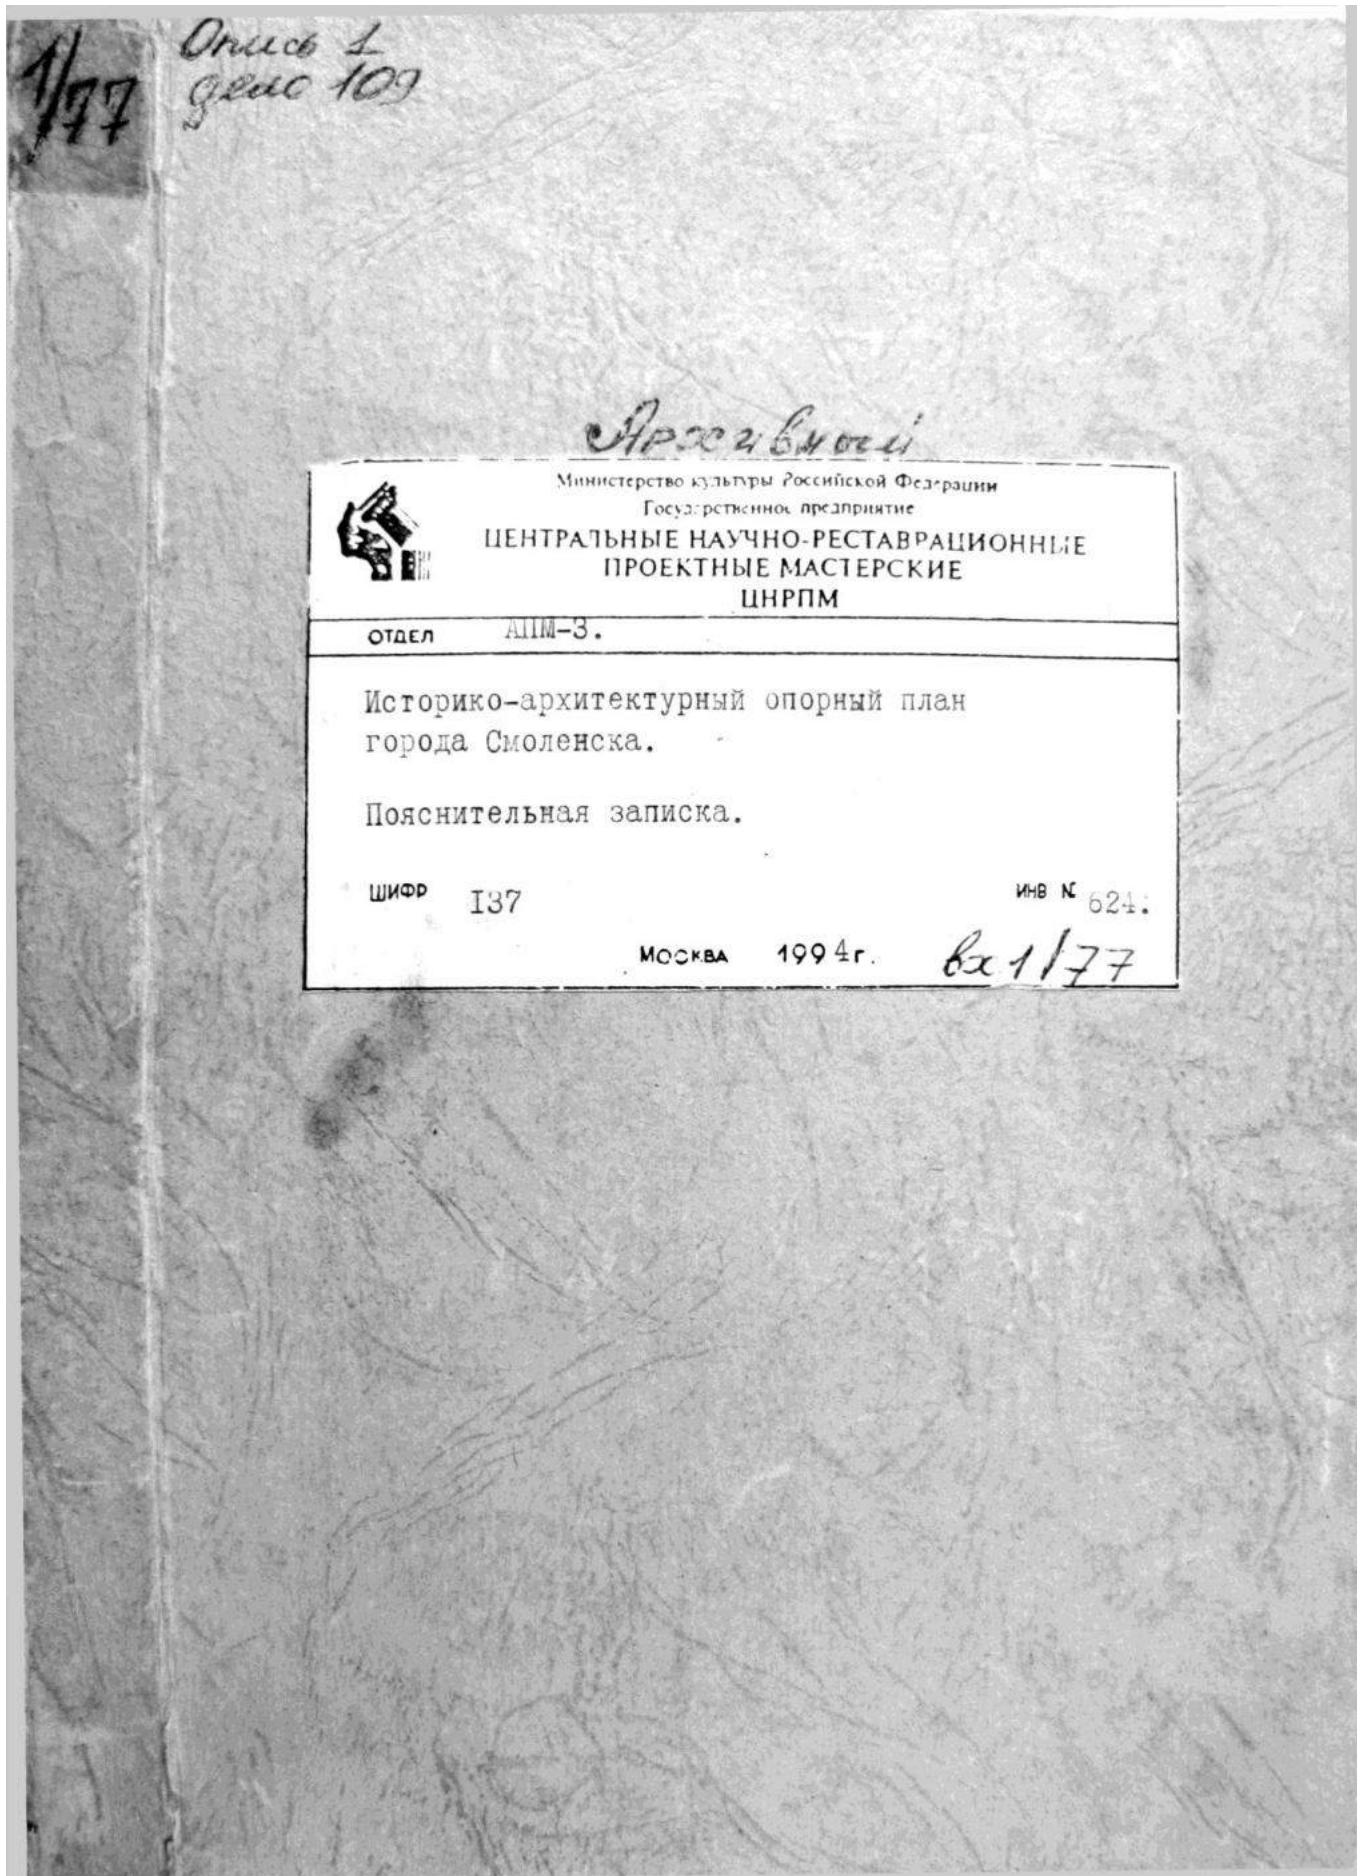 1/77
Опись 1
дело 109
Архивный
Министерство культуры Российской Федерации
Государственное предприятие
ЦЕНТРАЛЬНЫЕ НАУЧНО-РЕСТАВРАЦИОННЫЕ
ПРОЕКТНЫЕ МАСТЕРСКИЕ
ЦНРПМ
ОТДЕЛ АПМ-3.
Историко-архитектурный опорный план
города Смоленска.
Пояснительная записка.
ШИФР I37 ИНВ № 624.
МОСКВА 1994г. вх 1/77